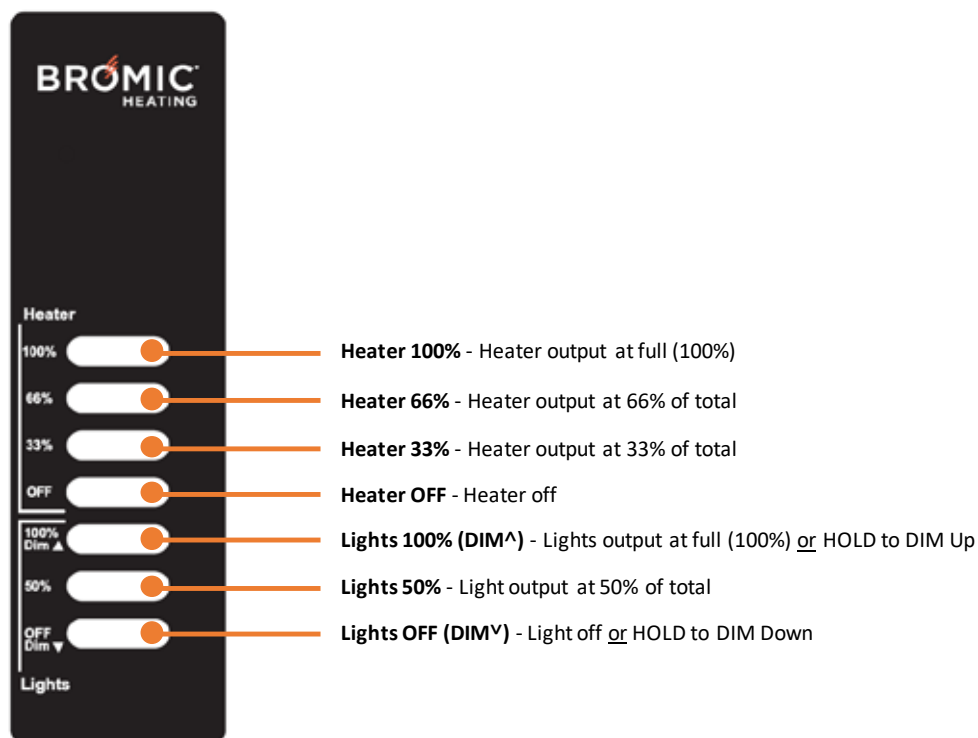 BROMIC
HEATING
Heater
100%
Heater 100% - Heater output at full (100%)
66%
Heater 66% - Heater output at 66% of total
33%
Heater 33% - Heater output at 33% of total
OFF
Heater OFF - Heater off
100%
Dim ▲
Lights 100% (DIM^) - Lights output at full (100%) or HOLD to DIM Up
50%
Lights 50% - Light output at 50% of total
OFF
Dim ▼
Lights OFF (DIM˅) - Light off or HOLD to DIM Down
Lights